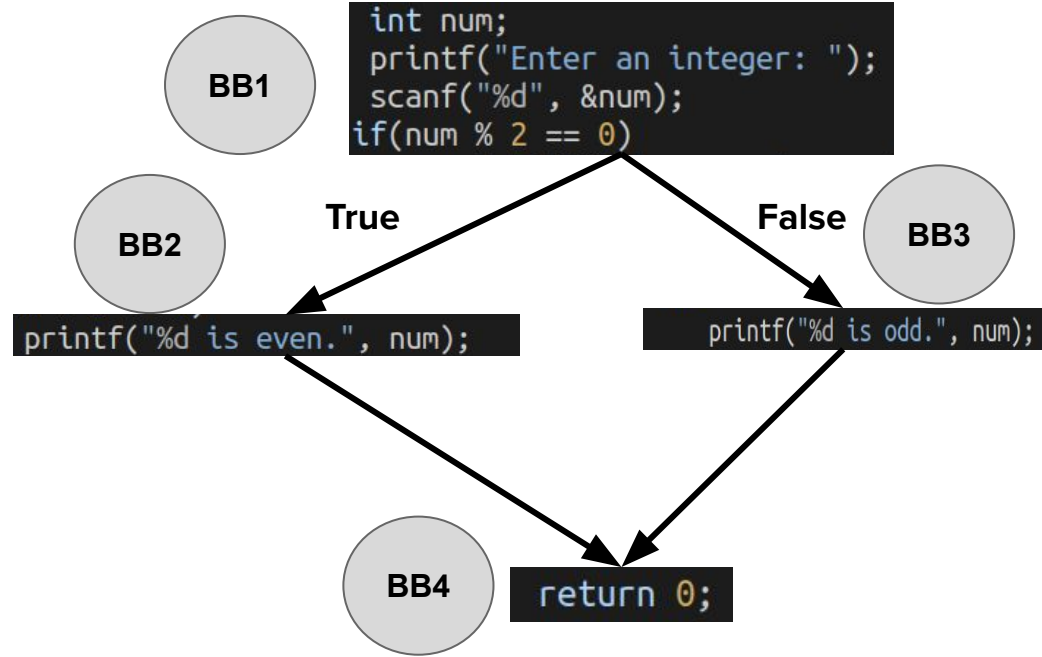 BB1
int num;
printf("Enter an integer: ");
scanf("%d", &num);
if(num % 2 == 0)
True
False
BB2
BB3
printf("%d is even.", num);
printf("%d is odd.", num);
BB4
return 0;